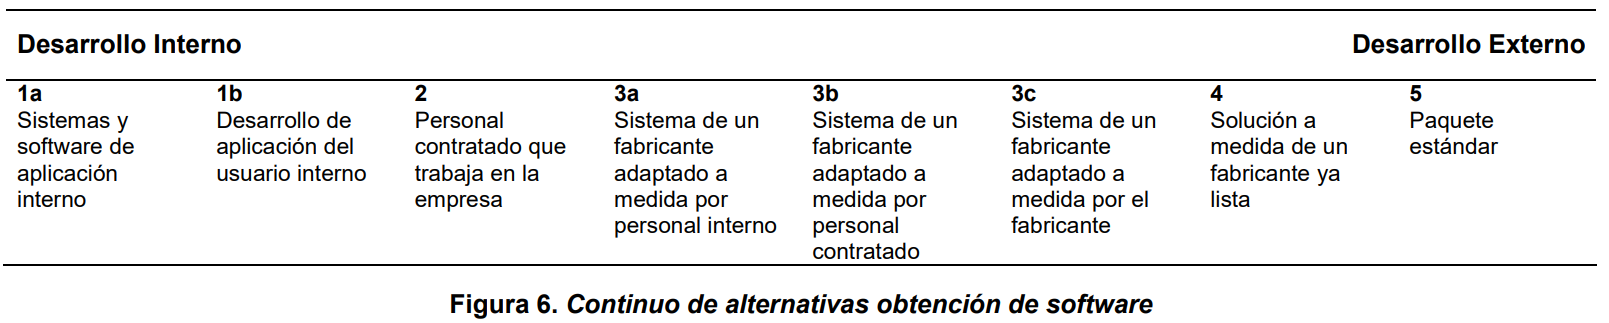 Desarrollo Interno
Desarrollo Externo
1a
Sistemas y
software de
aplicación
interno
1b
Desarrollo de
aplicación del
usuario interno
2
Personal
contratado que
trabaja en la
empresa
3a
Sistema de un
fabricante
adaptado a
medida por
personal interno
3b
Sistema de un
fabricante
adaptado a
medida por
personal
contratado
3c
Sistema de un
fabricante
adaptado a
medida por el
fabricante
4
Solución a
medida de un
fabricante ya
lista
5
Paquete
estándar
Figura 6. Continuo de alternativas obtención de software